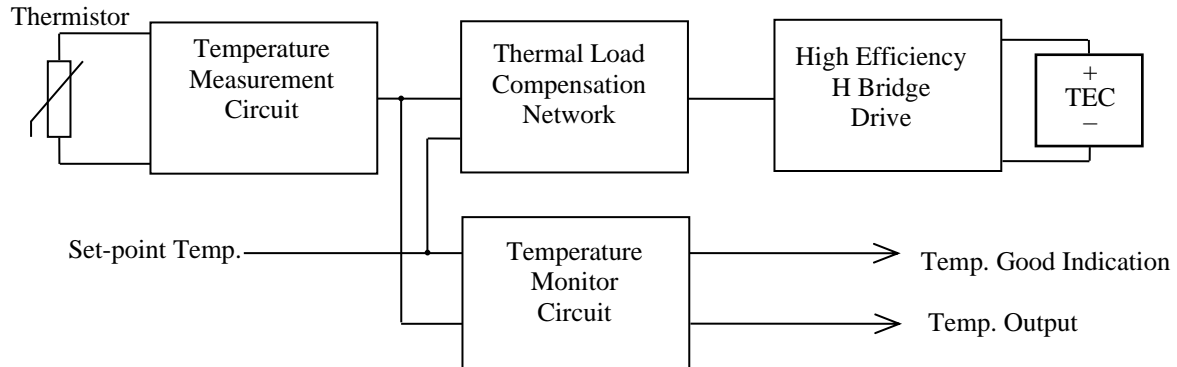 Thermistor
Temperature
Measurement
Circuit
Thermal Load
Compensation
Network
High Efficiency
H Bridge
Drive
+
TEC
–
Set-point Temp.
Temperature
Monitor
Circuit
Temp. Good Indication
Temp. Output